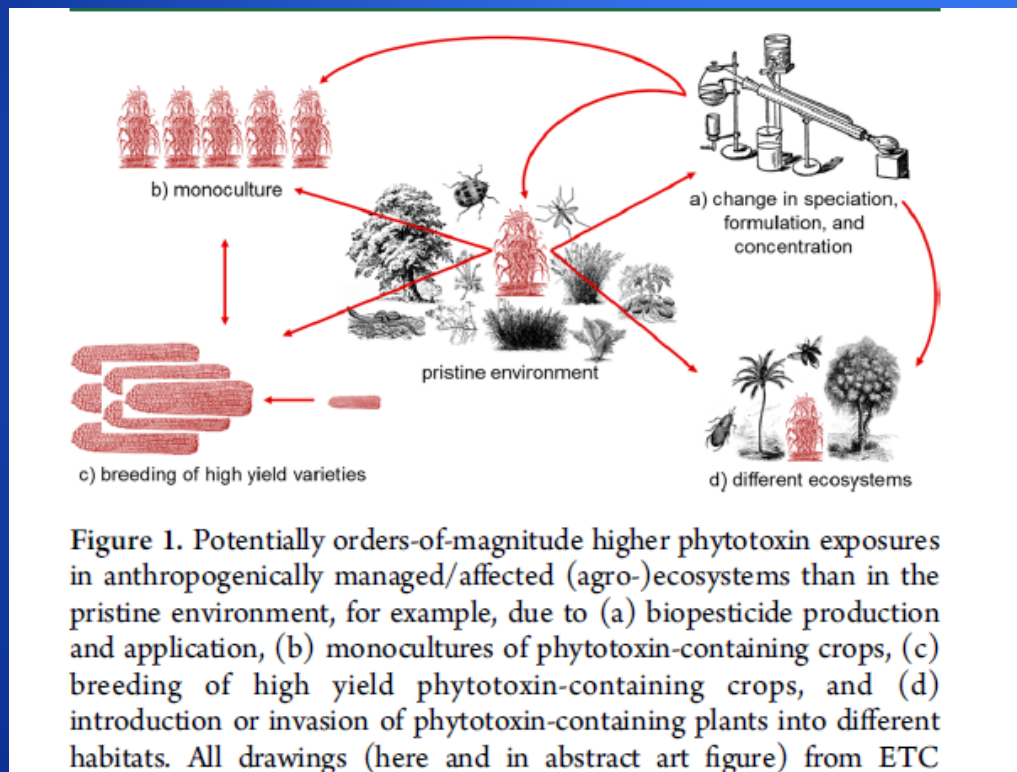 b) monoculture
a) change in speciation,
formulation, and
concentration
pristine environment
c) breeding of high yield varieties
d) different ecosystems
Figure 1. Potentially orders-of-magnitude higher phytotoxin exposures
in anthropogenically managed/affected (agro-)ecosystems than in the
pristine environment, for example, due to (a) biopesticide production
and application, (b) monocultures of phytotoxin-containing crops, (c)
breeding of high yield phytotoxin-containing crops, and (d)
introduction or invasion of phytotoxin-containing plants into different
habitats. All drawings (here and in abstract art figure) from ETC